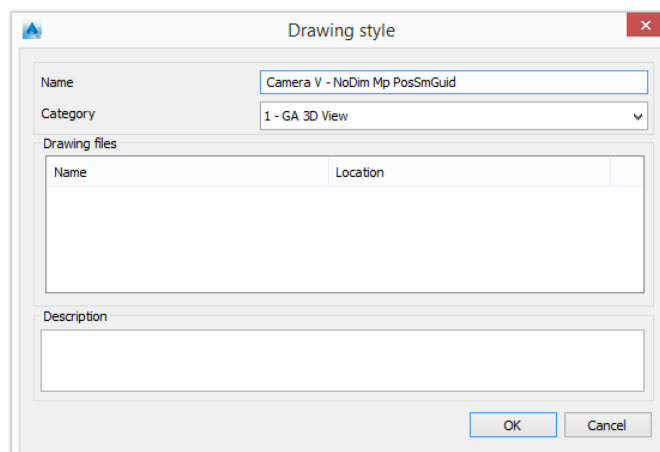 Drawing style
Name
Camera V - NoDim Mp PosSmGuid
Category
1 - GA 3D View
Drawing files
Name Location
Description
OK Cancel